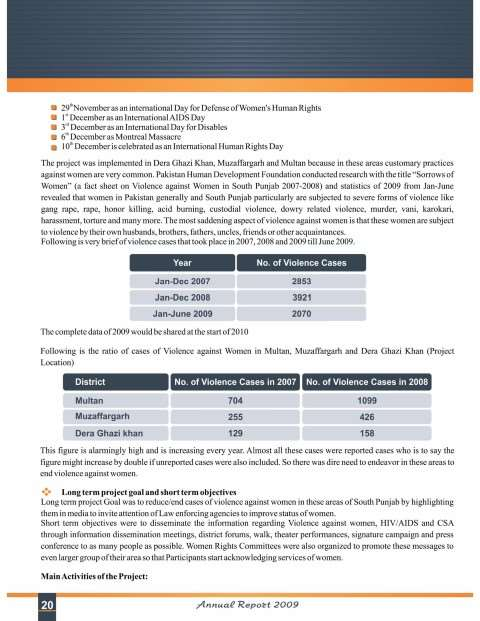 29th November as an international Day for Defense of Women's Human Rights
1st December as an International AIDS Day
3rd December as an International Day for Disables
6th December as Montreal Massacre
10th December is celebrated as an International Human Rights Day
The project was implemented in Dera Ghazi Khan, Muzaffargarh and Multan because in these areas customary practices
against women are very common. Pakistan Human Development Foundation conducted research with the title “Sorrows of
Women” (a fact sheet on Violence against Women in South Punjab 2007-2008) and statistics of 2009 from Jan-June
revealed that women in Pakistan generally and South Punjab particularly are subjected to severe forms of violence like
gang rape, rape, honor killing, acid burning, custodial violence, dowry related violence, murder, vani, karokari,
harassment, torture and many more. The most saddening aspect of violence against women is that these women are subject
to violence by their own husbands, brothers, fathers, uncles, friends or other acquaintances.
Following is very brief of violence cases that took place in 2007, 2008 and 2009 till June 2009.
Year No. of Violence Cases
Jan-Dec 2007 2853
Jan-Dec 2008 3921
Jan-June 2009 2070
The complete data of 2009 would be shared at the start of 2010
Following is the ratio of cases of Violence against Women in Multan, Muzaffargarh and Dera Ghazi Khan (Project
Location)
District No. of Violence Cases in 2007 No. of Violence Cases in 2008
Multan 704 1099
Muzaffargarh 255 426
Dera Ghazi khan 129 158
This figure is alarmingly high and is increasing every year. Almost all these cases were reported cases who is to say the
figure might increase by double if unreported cases were also included. So there was dire need to endeavor in these areas to
end violence against women.
Long term project goal and short term objectives
Long term project Goal was to reduce/end cases of violence against women in these areas of South Punjab by highlighting
them in media to invite attention of Law enforcing agencies to improve status of women.
Short term objectives were to disseminate the information regarding Violence against women, HIV/AIDS and CSA
through information dissemination meetings, district forums, walk, theater performances, signature campaign and press
conference to as many people as possible. Women Rights Committees were also organized to promote these messages to
even larger group of their area so that Participants start acknowledging services of women.
Main Activities of the Project:
20 Annual Report 2009